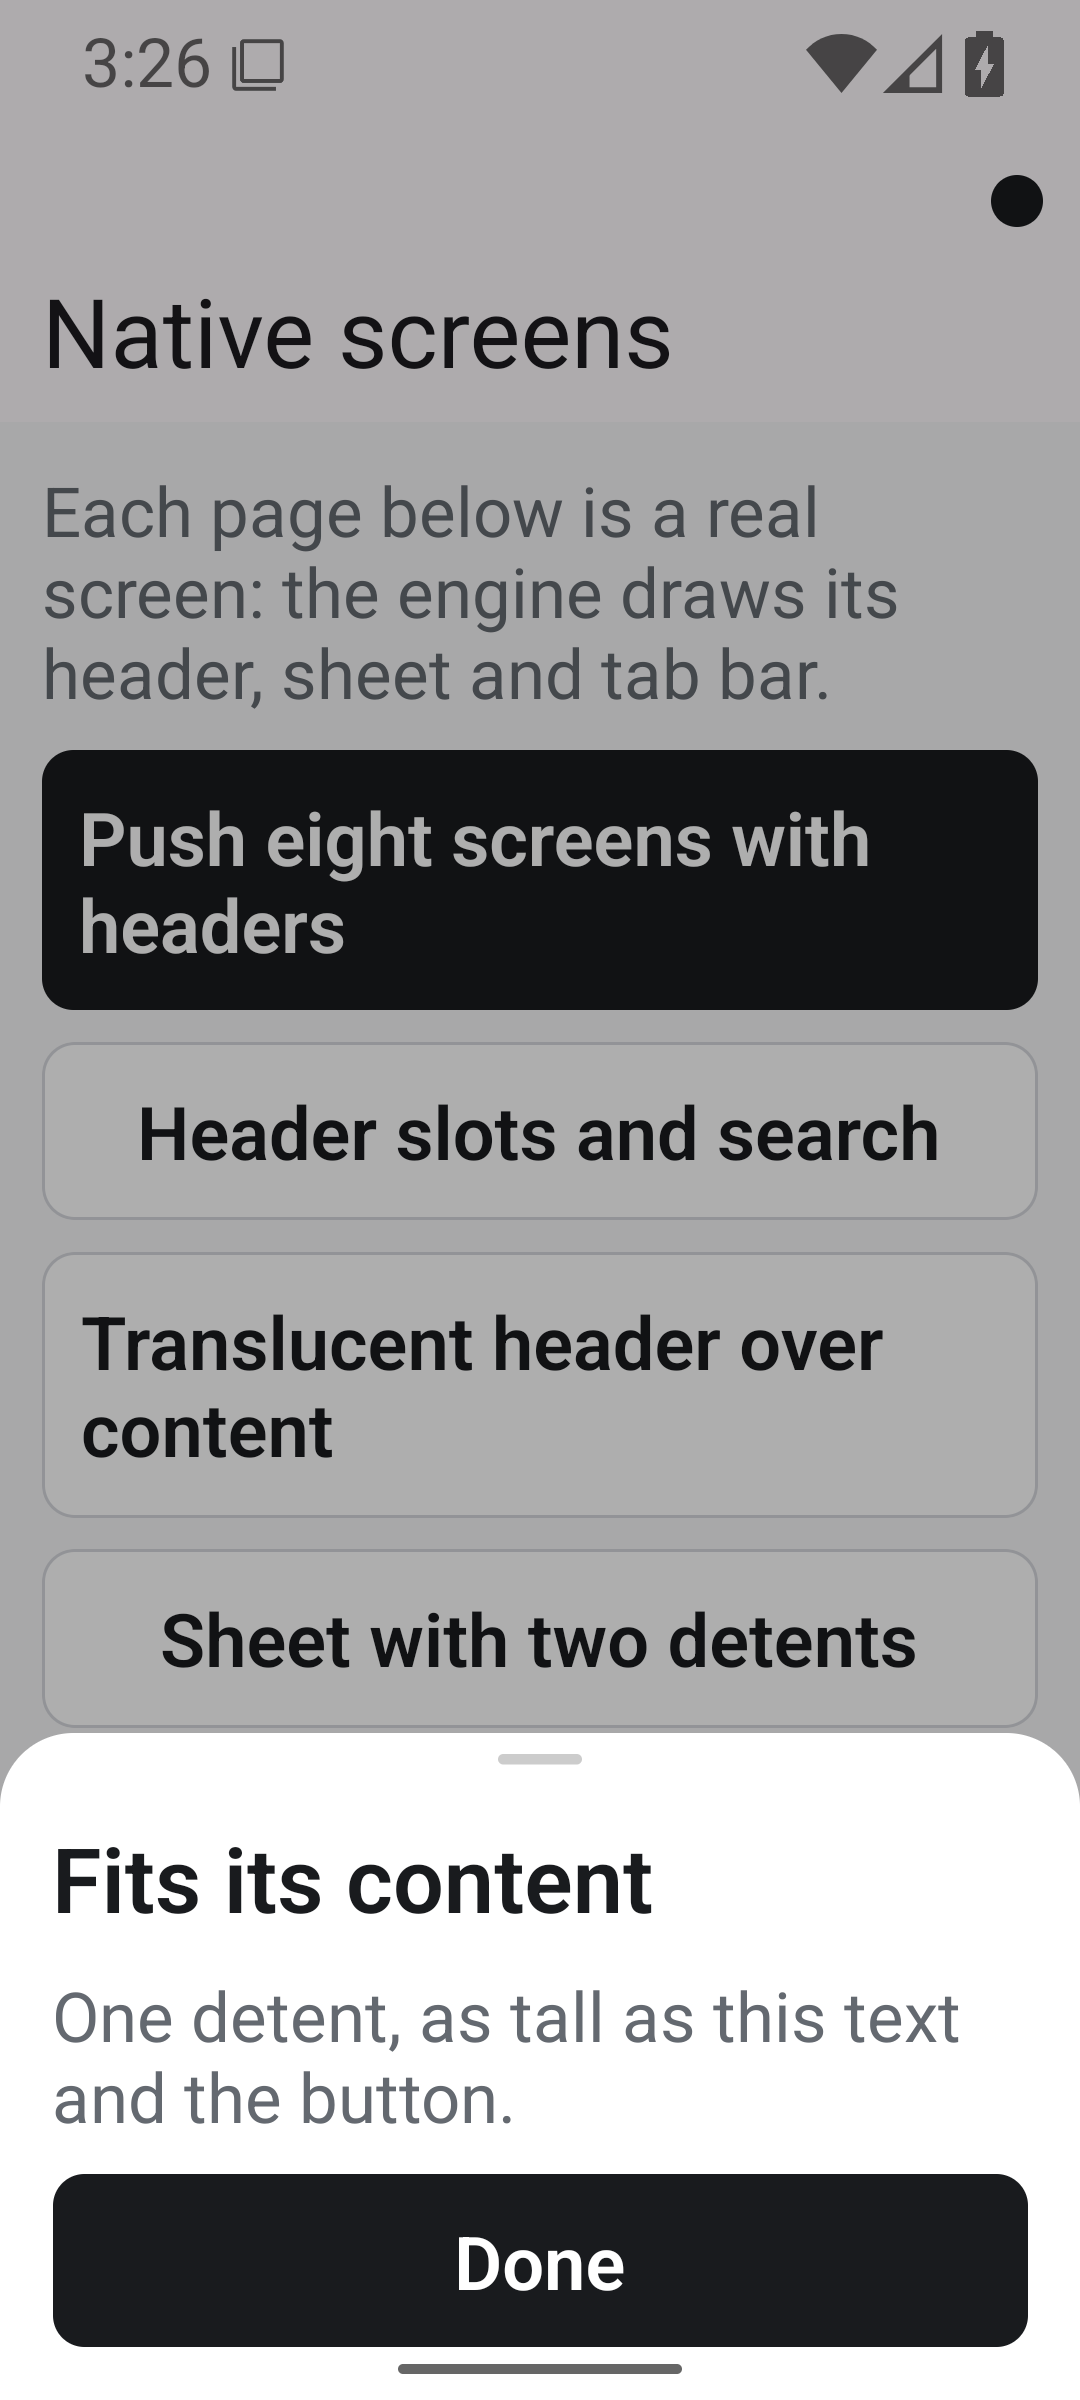 3:26
Native screens
Each page below is a real
screen: the engine draws its
header, sheet and tab bar.
Push eight screens with
headers
Header slots and search
Translucent header over
content
Sheet with two detents
Fits its content
One detent, as tall as this text
and the button.
Done